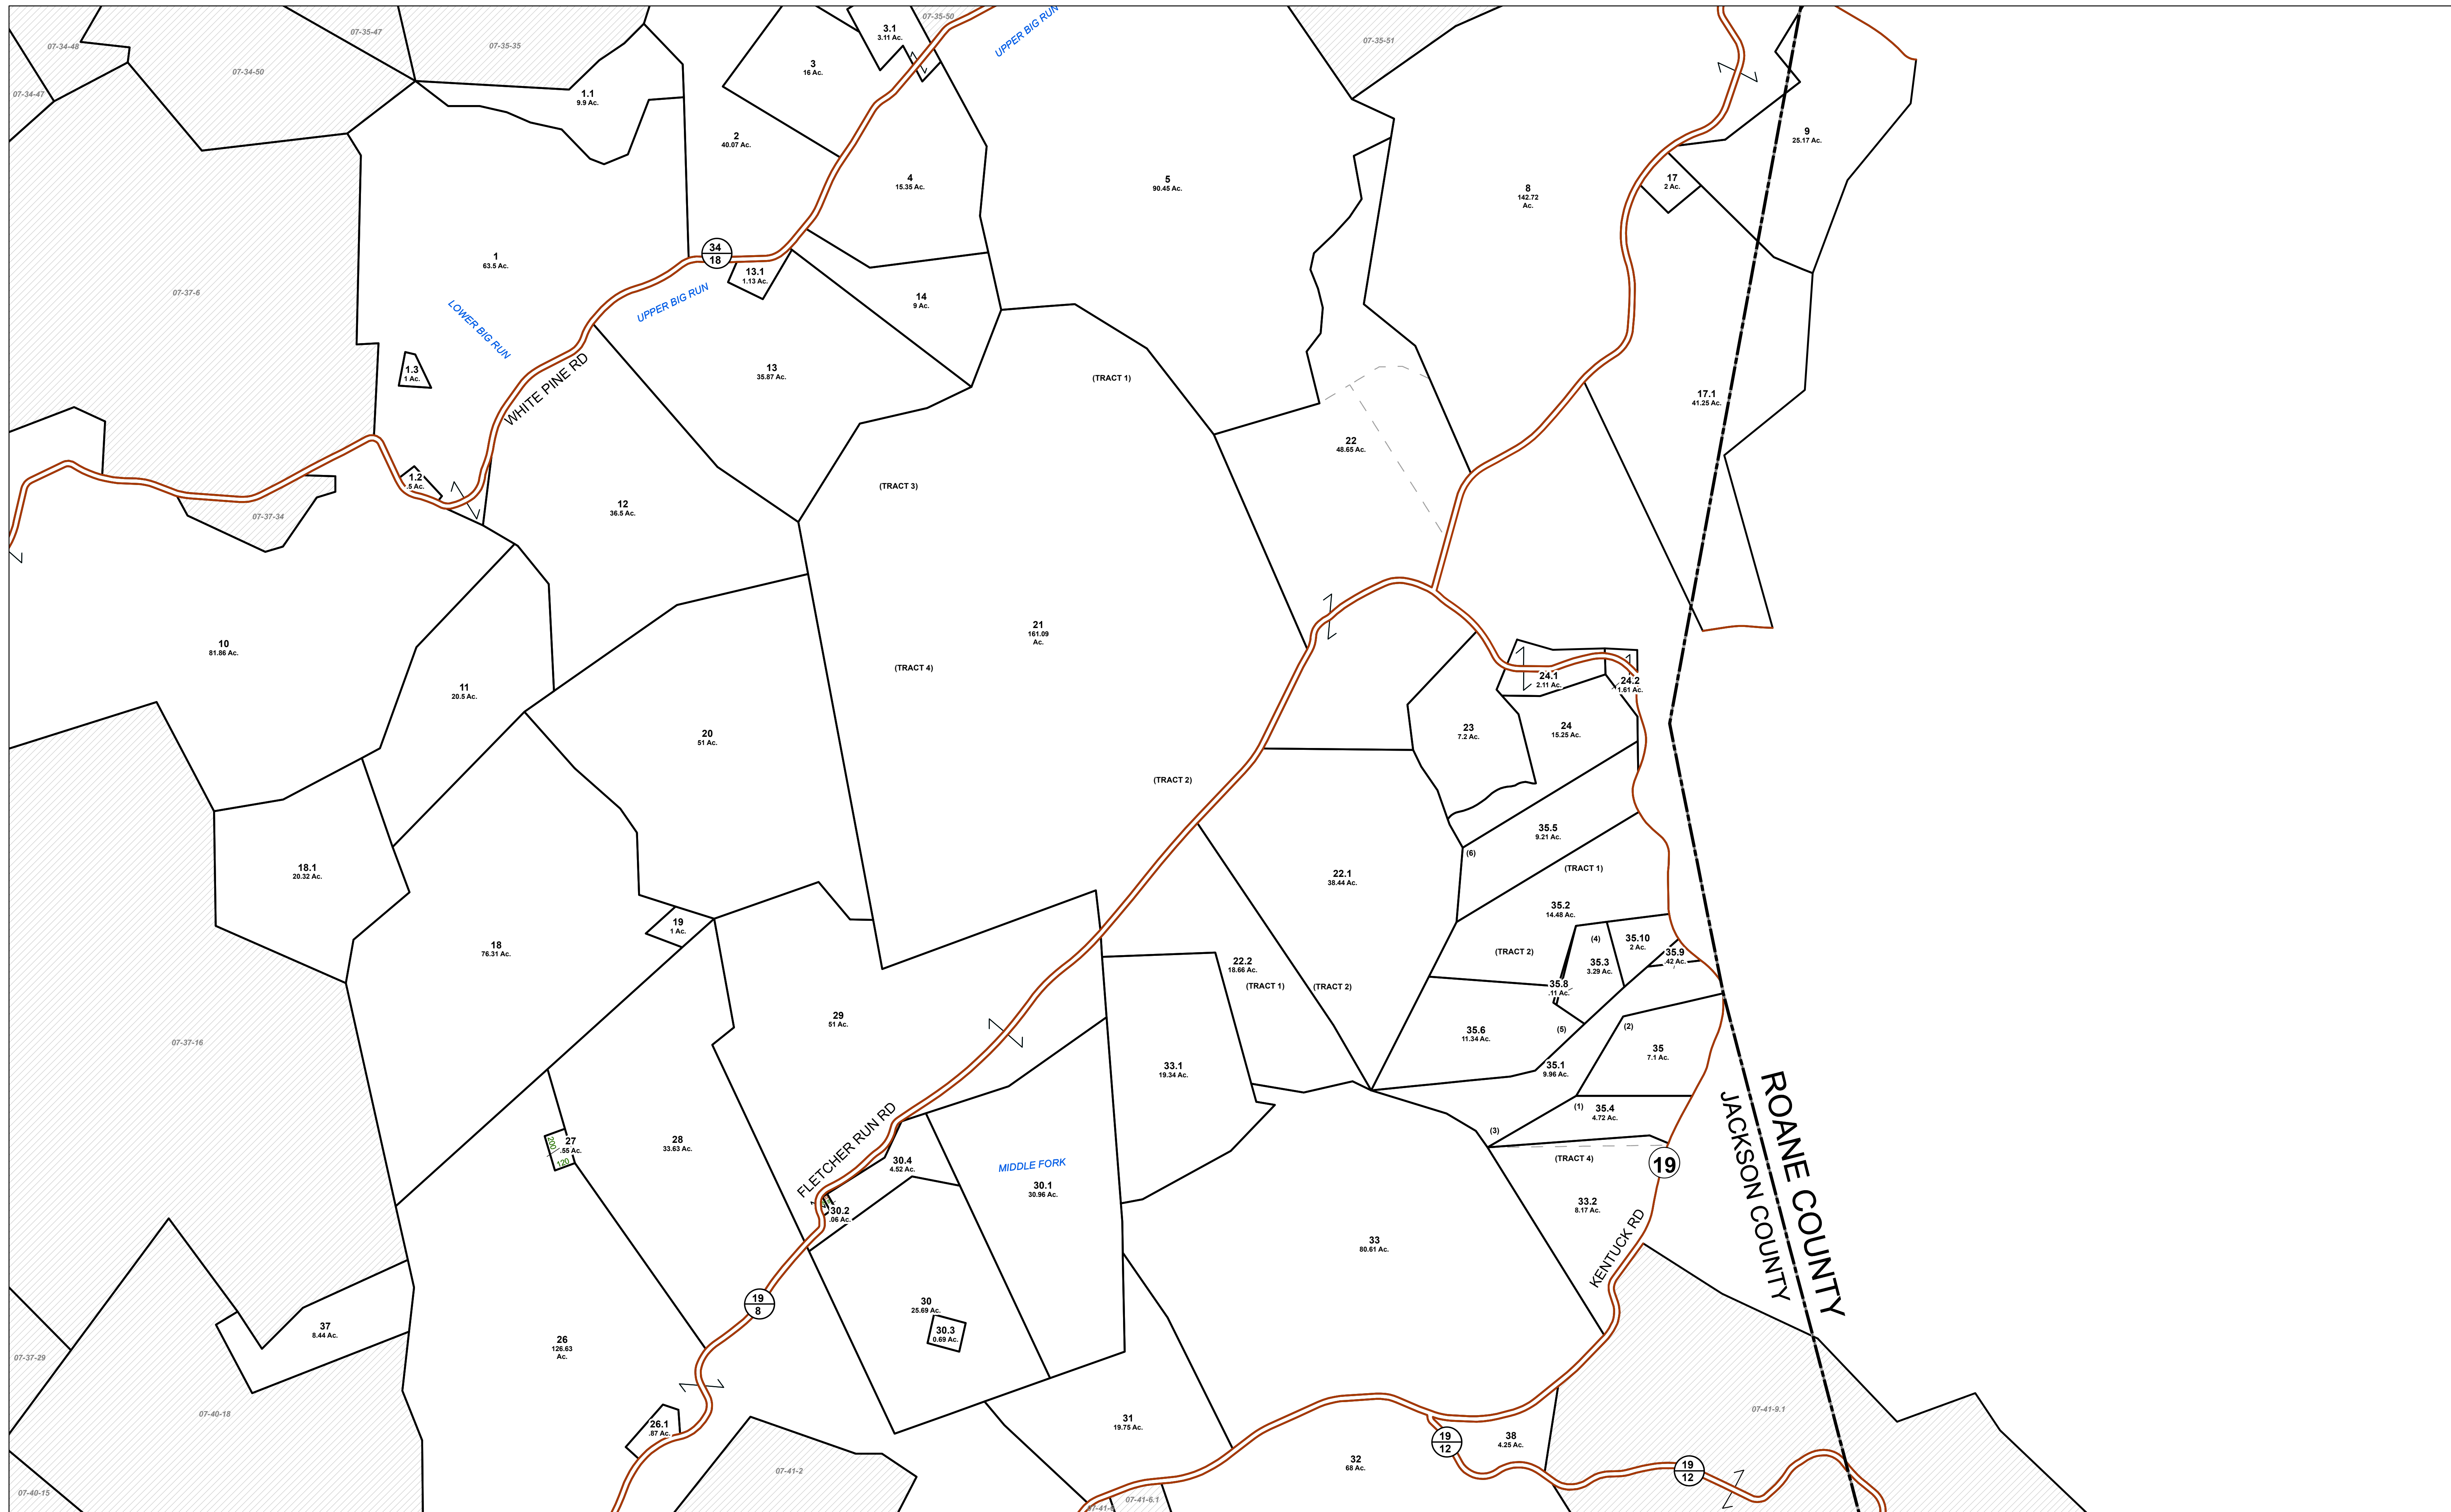 07-34-48
07-34-47
07-34-50
07-35-47
07-35-35
07-35-50
07-35-51
UPPER BIG RUN
3.1
3.11 Ac.
3
16 Ac.
1.1
9.9 Ac.
2
40.07 Ac.
4
15.35 Ac.
5
90.45 Ac.
8
142.72
Ac.
9
25.17 Ac.
17
2 Ac.
1
63.5 Ac.
34
18
13.1
1.13 Ac.
14
9 Ac.
07-37-6
LOWER BIG RUN
UPPER BIG RUN
WHITE PINE RD
1.3
1 Ac.
13
35.87 Ac.
(TRACT 1)
17.1
41.25 Ac.
22
48.65 Ac.
1.2
.5 Ac.
(TRACT 3)
12
36.5 Ac.
07-37-34
21
161.09
Ac.
10
81.86 Ac.
(TRACT 4)
11
20.5 Ac.
24.1
2.11 Ac.
24.2
1.61 Ac.
20
51 Ac.
23
7.2 Ac.
24
15.25 Ac.
(TRACT 2)
35.5
9.21 Ac.
(6)
18.1
20.32 Ac.
22.1
38.44 Ac.
(TRACT 1)
35.2
14.48 Ac.
19
1 Ac.
18
76.31 Ac.
(4)
35.10
2 Ac.
(TRACT 2)
35.9
.42 Ac.
35.3
3.29 Ac.
22.2
18.66 Ac.
(TRACT 1)
(TRACT 2)
35.8
.11 Ac.
29
51 Ac.
35.6
11.34 Ac.
(5)
(2)
07-37-16
35
7.1 Ac.
33.1
19.34 Ac.
35.1
9.96 Ac.
(1)
35.4
4.72 Ac.
(3)
ROANE COUNTY
JACKSON COUNTY
FLETCHER RUN RD
27
.55 Ac.
200
120
28
33.63 Ac.
30.4
4.52 Ac.
MIDDLE FORK
30.1
30.96 Ac.
(TRACT 4)
19
30.2
.06 Ac.
33.2
8.17 Ac.
KENTUCK RD
33
80.61 Ac.
19
8
30
25.69 Ac.
30.3
0.69 Ac.
37
8.44 Ac.
26
126.63
Ac.
07-37-29
07-40-18
26.1
.87 Ac.
31
19.75 Ac.
07-41-9.1
19
12
38
4.25 Ac.
32
68 Ac.
19
12
07-41-2
07-40-15
07-41-6.1